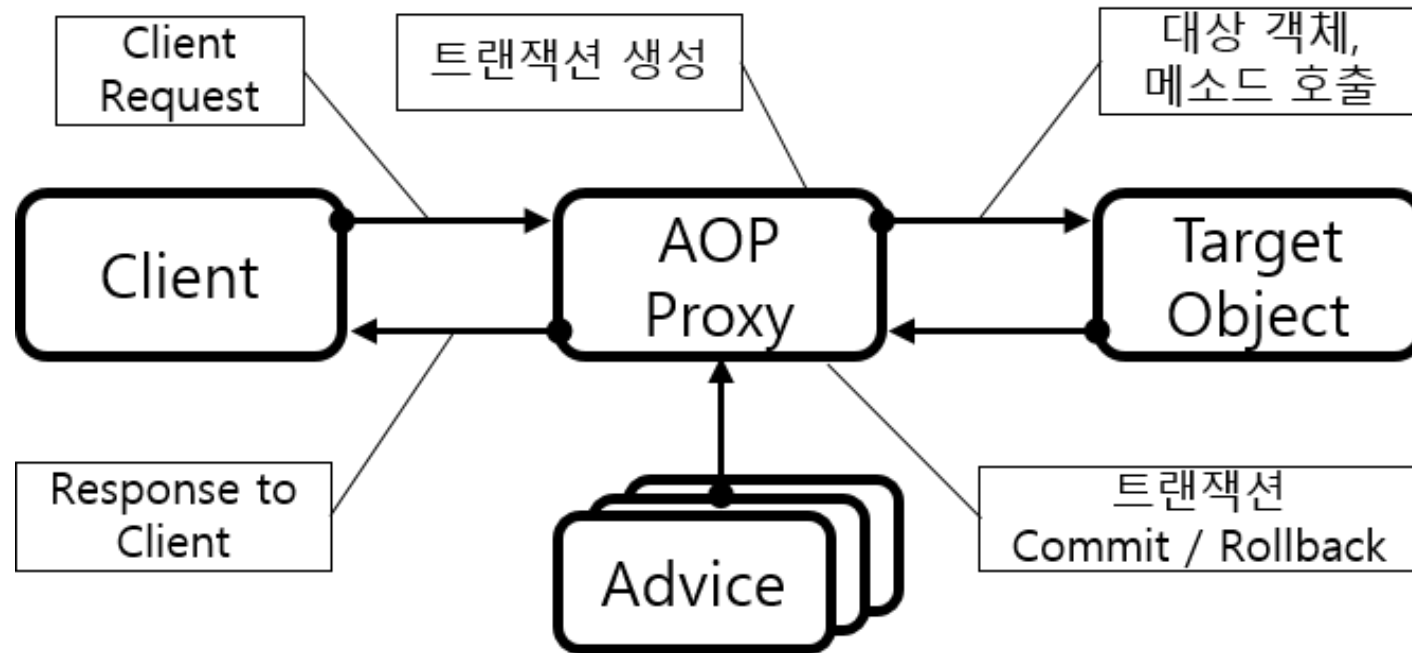 Client
Request
트랜잭션 생성
대상 객체,
메소드 호출
Client
AOP
Proxy
Target
Object
Response to
Client
Advice
트랜잭션
Commit / Rollback